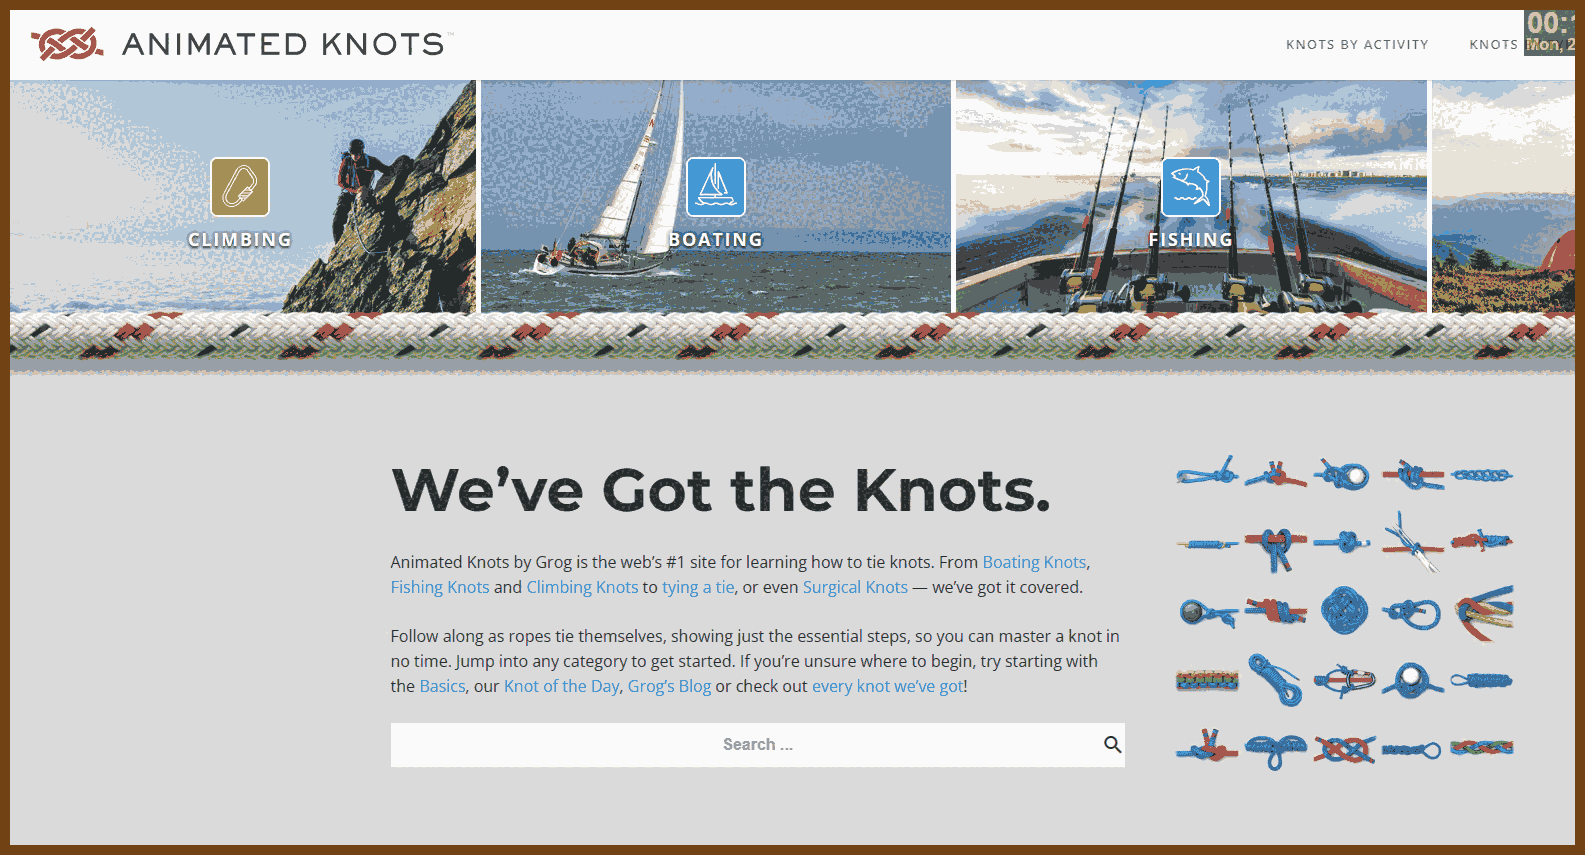 ANIMATED KNOTS™
KNOTS BY ACTIVITY
KNOTS
00:
Mon, 2
CLIMBING
BOATING
FISHING
We’ve Got the Knots.
Animated Knots by Grog is the web’s #1 site for learning how to tie knots. From Boating Knots,
Fishing Knots and Climbing Knots to tying a tie, or even Surgical Knots — we’ve got it covered.
Follow along as ropes tie themselves, showing just the essential steps, so you can master a knot in
no time. Jump into any category to get started. If you’re unsure where to begin, try starting with
the Basics, our Knot of the Day, Grog’s Blog or check out every knot we’ve got!
Search ...